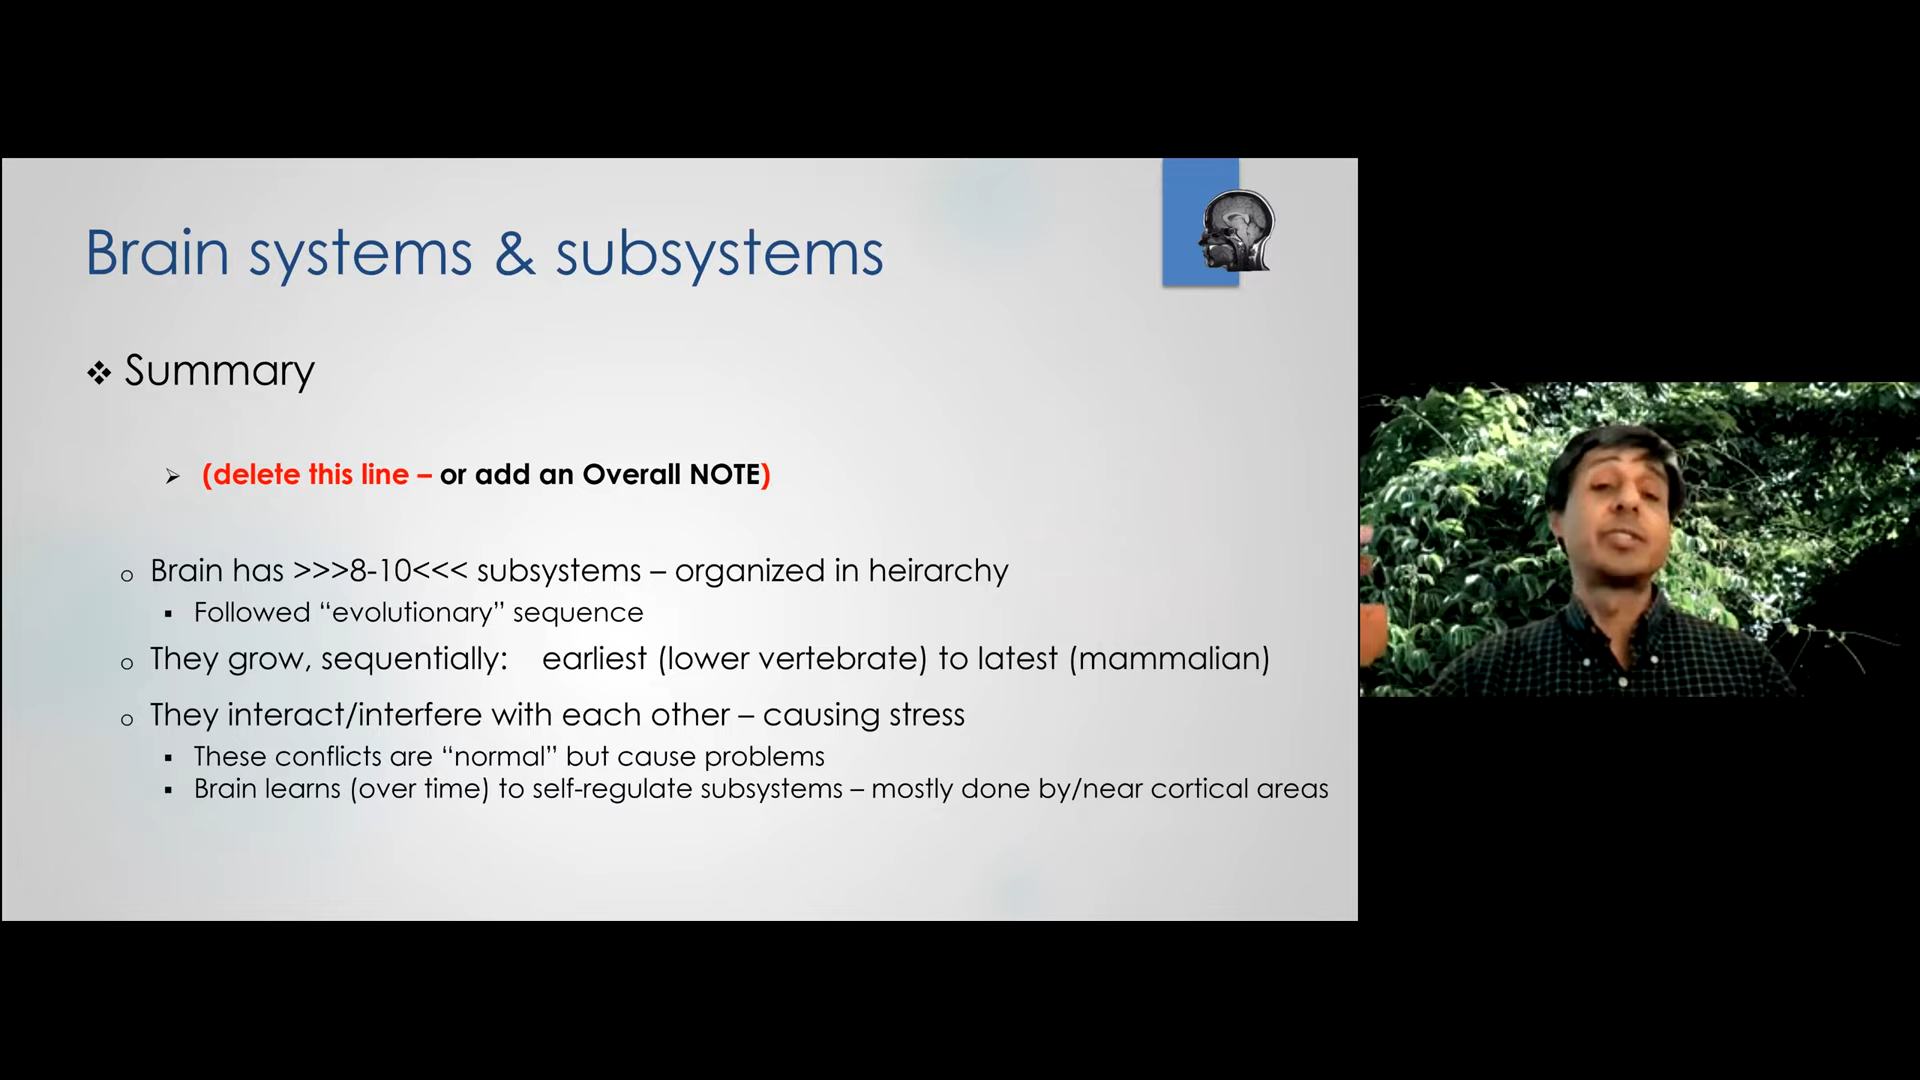 Brain systems & subsystems
❖ Summary
➢ (delete this line – or add an Overall NOTE)
o Brain has >>>8-10<<< subsystems – organized in heirarchy
▪ Followed “evolutionary” sequence
o They grow, sequentially: earliest (lower vertebrate) to latest (mammalian)
o They interact/interfere with each other – causing stress
▪ These conflicts are “normal” but cause problems
▪ Brain learns (over time) to self-regulate subsystems – mostly done by/near cortical areas